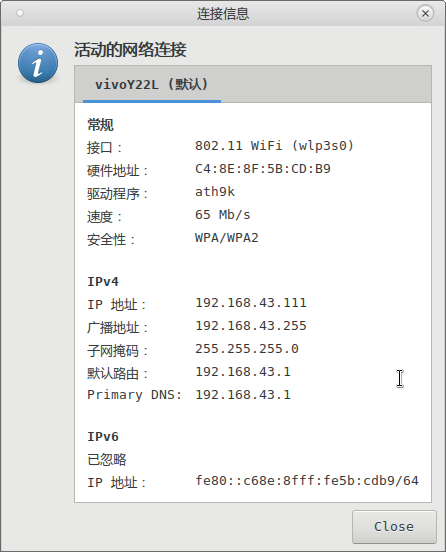 连接信息
活动的网络连接
vivoY22L (默认)
常规
接口： 802.11 WiFi (wlp3s0)
硬件地址： C4:8E:8F:5B:CD:B9
驱动程序： ath9k
速度： 65 Mb/s
安全性： WPA/WPA2
IPv4
IP 地址： 192.168.43.111
广播地址： 192.168.43.255
子网掩码： 255.255.255.0
默认路由： 192.168.43.1
Primary DNS: 192.168.43.1
IPv6
已忽略
IP 地址： fe80::c68e:8fff:fe5b:cdb9/64
Close